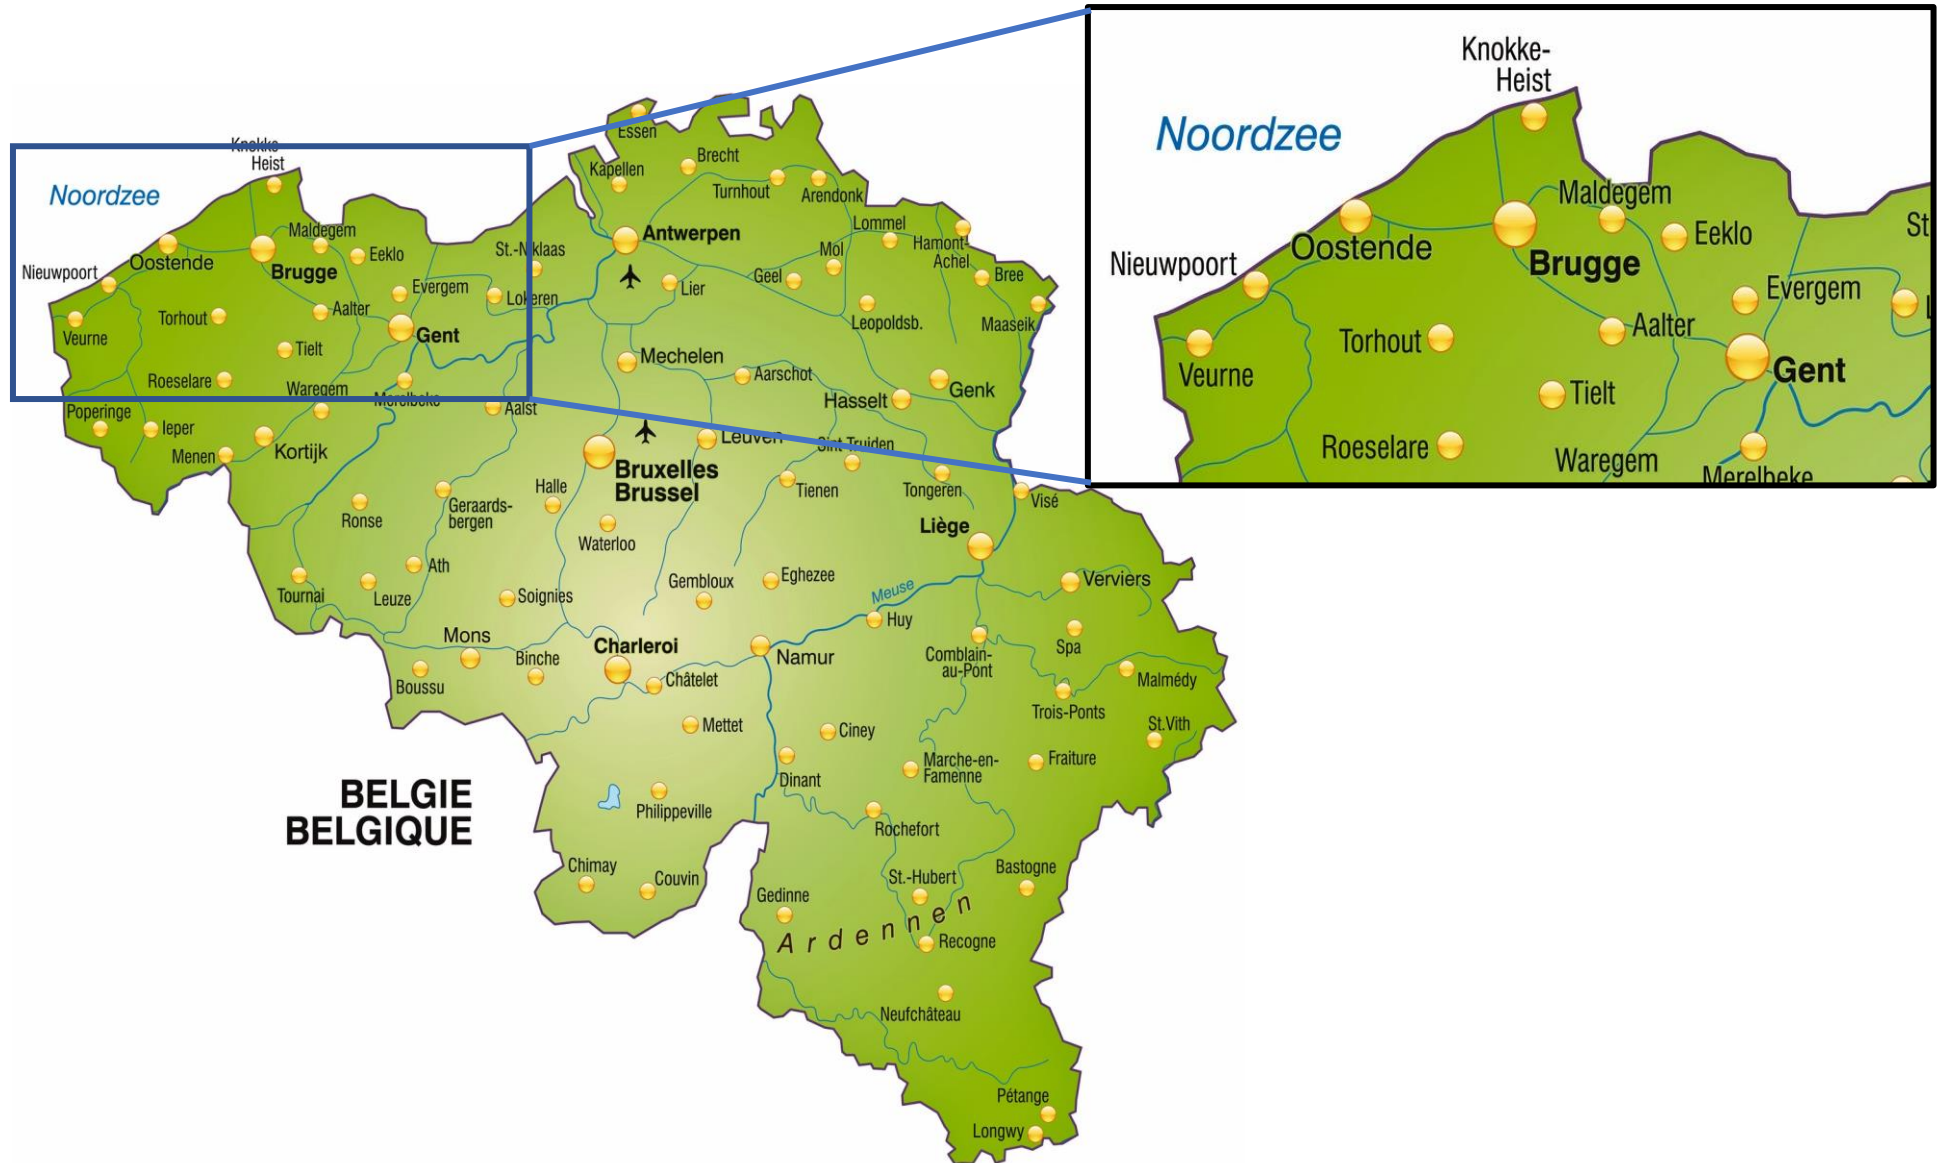 Knokke-
Heist
Noordzee
Maldegem
Eeklo
Oostende
Brugge
Nieuwpoort
Evergem
Torhout
Aalter
Veurne
Gent
Tielt
Roeselare
Waregem
Merelbeke
St.-Niklaas
Lokeren
Poperinge
Ieper
Menen
Kortijk
Aalst
Essen
Kapellen
Brecht
Turnhout
Arendonk
Antwerpen
Lommel
Hamont-
Achel
Mol
Geel
Bree
Lier
Leopoldsb.
Maaseik
Mechelen
Aarschot
Genk
Hasselt
Leuven
Sint-Truiden
Bruxelles
Brussel
Tienen
Tongeren
Visé
Halle
Geraards-
bergen
Ronse
Waterloo
Liège
Ath
Leuze
Tournai
Soignies
Gembloux
Eghezee
Meuse
Verviers
Huy
Mons
Charleroi
Binche
Boussu
Namur
Châtelet
Comblain-
au-Pont
Spa
Malmédy
Trois-Ponts
St.Vith
Mettet
Ciney
Dinant
Marche-en-
Famenne
Fraiture
BELGIE
BELGIQUE
Philippeville
Rochefort
Chimay
Couvin
Gedinne
St.-Hubert
Bastogne
Ardennen
Recogne
Neufchâteau
Pétange
Longwy
Knokke-
Heist
Noordzee
Maldegem
St
Eeklo
Oostende
Brugge
Nieuwpoort
Evergem
L
Torhout
Aalter
Veurne
Gent
Tielt
Roeselare
Waregem
Merelbeke